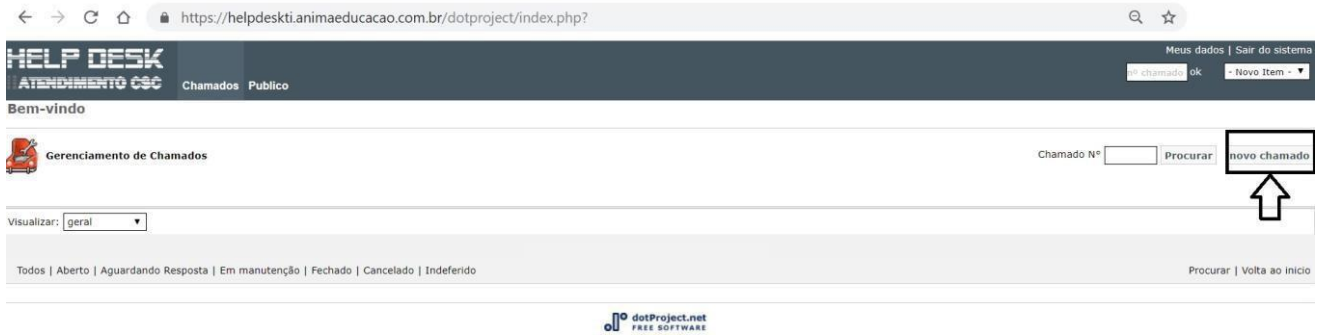 https://helpdeskti.animaeducacao.com.br/dotproject/index.php?
HELP DESK
ATENDIMENTO CSC
Chamados Publico
Meus dados | Sair do sistema
nº chamado ok - Novo Item -
Bem-vindo
Gerenciamento de Chamados
Chamado Nº Procurar novo chamado
Visualizar: geral
Todos | Aberto | Aguardando Resposta | Em manutenção | Fechado | Cancelado | Indeferido
Procurar | Volta ao inicio
dotProject.net
FREE SOFTWARE